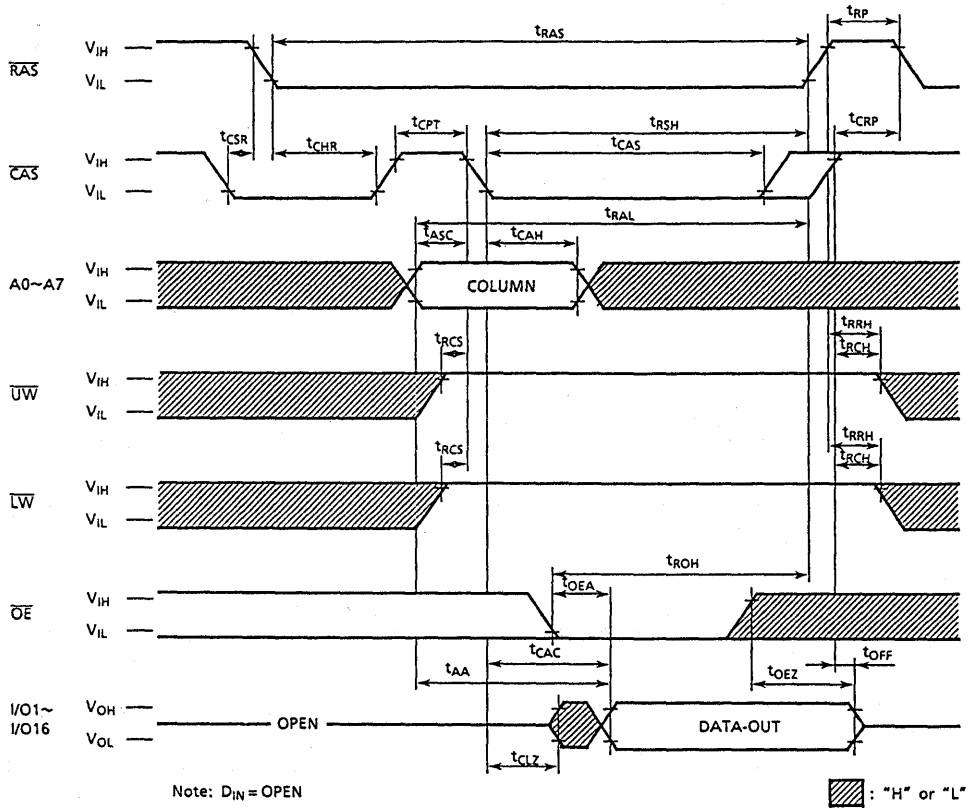 tRP
tRAS
RAS
VIH
VIL
tCSR
tCHR
tCPT
tRSH
tCAS
tCRP
CAS
VIH
VIL
tRAL
tASC
tCAH
A0~A7
VIH
VIL
COLUMN
tRCS
tRRH
tRCH
UW
VIH
VIL
tRCS
tRRH
tRCH
LW
VIH
VIL
tROH
tOEA
OE
VIH
VIL
tCAC
tAA
tOEZ
tOFF
I/O1~
I/O16
VOH
VOL
OPEN
DATA-OUT
tCLZ
Note: DIN = OPEN
: "H" or "L"